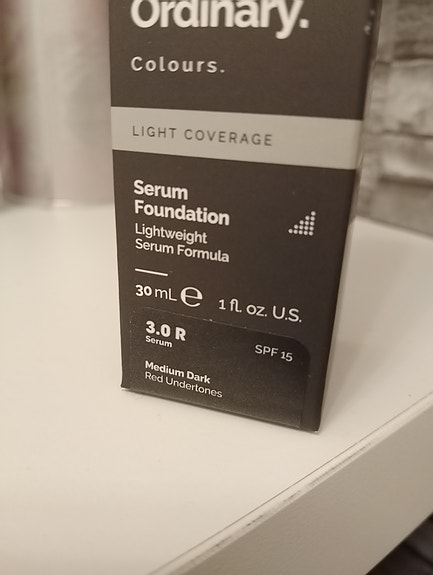 Ordinary.
Colours.
LIGHT COVERAGE
Serum
Foundation
Lightweight
Serum Formula
30 mL ℮ 1 fl. oz. U.S.
3.0 R
Serum
SPF 15
Medium Dark
Red Undertones